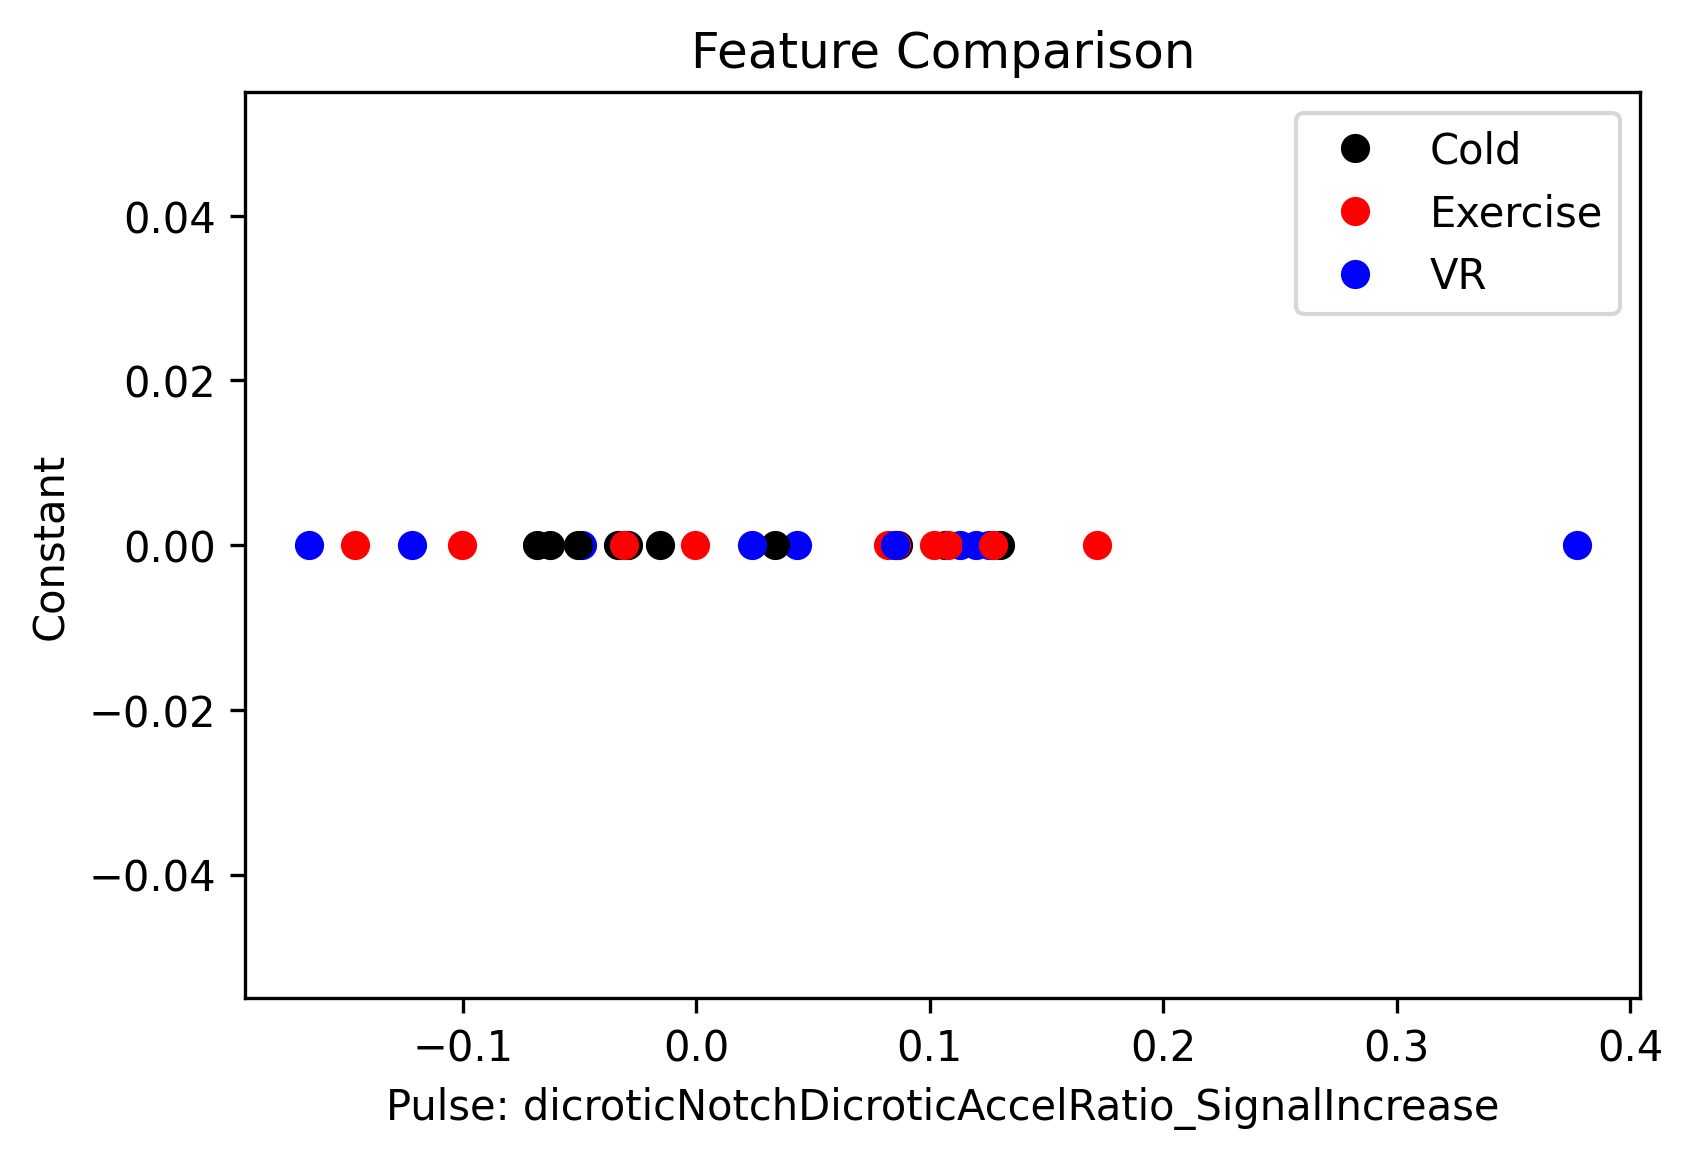 Feature Comparison
Cold
Exercise
VR
0.04
0.02
0.00
−0.02
−0.04
Constant
−0.1 0.0 0.1 0.2 0.3 0.4
Pulse: dicroticNotchDicroticAccelRatio_SignalIncrease